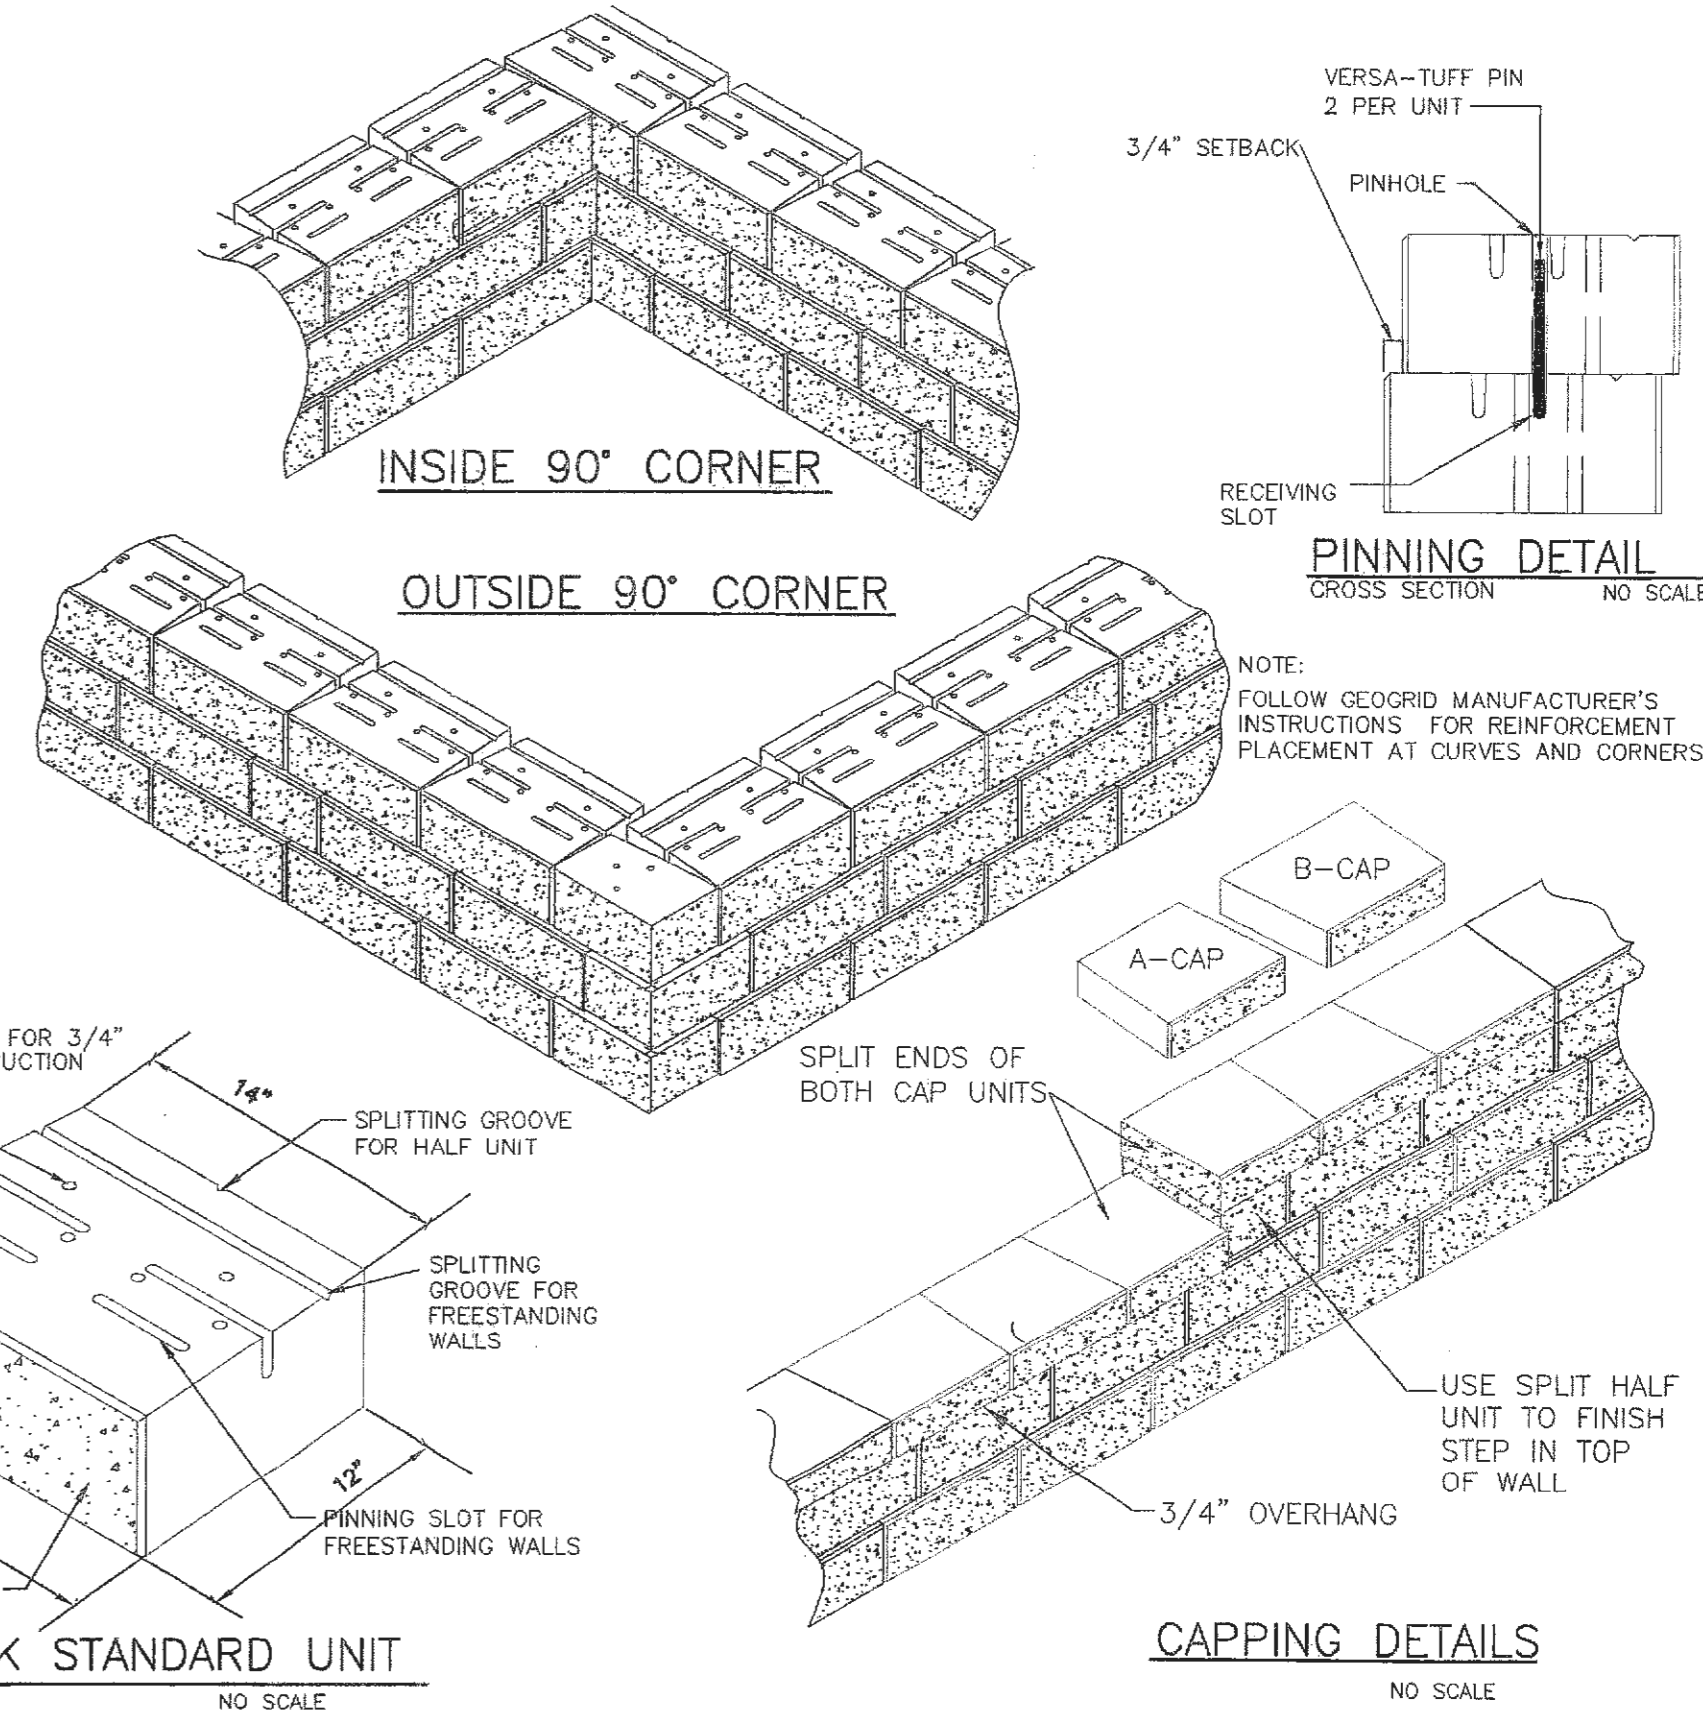 VERSA-TUFF PIN
2 PER UNIT
3/4" SETBACK
PINHOLE
INSIDE 90° CORNER
RECEIVING
SLOT
PINNING DETAIL
CROSS SECTION NO SCALE
OUTSIDE 90° CORNER
NOTE:
FOLLOW GEOGRID MANUFACTURER'S
INSTRUCTIONS FOR REINFORCEMENT
PLACEMENT AT CURVES AND CORNERS
B-CAP
A-CAP
FOR 3/4"
UCTION
14"
SPLITTING GROOVE
FOR HALF UNIT
SPLIT ENDS OF
BOTH CAP UNITS
SPLITTING
GROOVE FOR
FREESTANDING
WALLS
12"
PINNING SLOT FOR
FREESTANDING WALLS
USE SPLIT HALF
UNIT TO FINISH
STEP IN TOP
OF WALL
3/4" OVERHANG
K STANDARD UNIT
NO SCALE
CAPPING DETAILS
NO SCALE